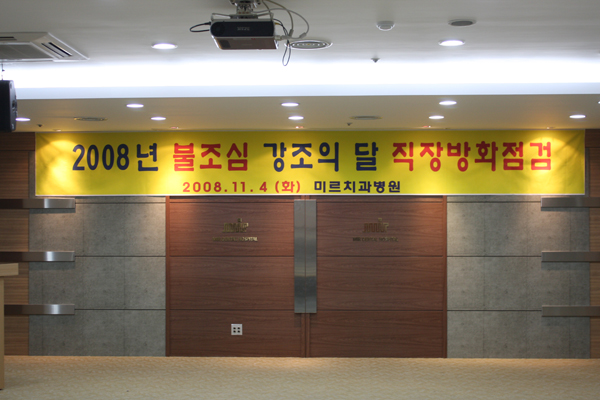 2008년 불조심 강조의 달 직장방화점검
2008.11.4 (화) 미르치과병원